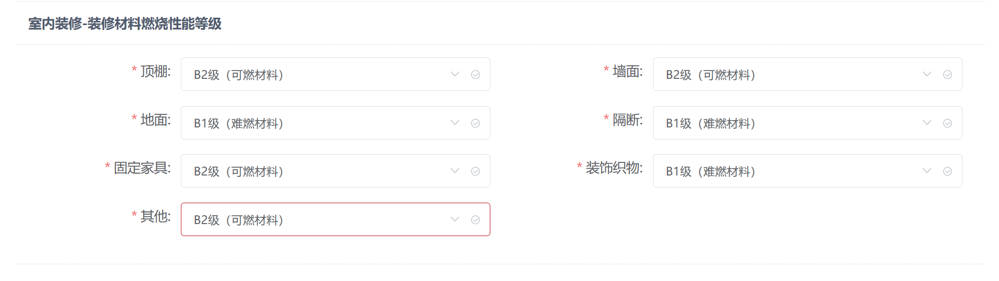 室内装修-装修材料燃烧性能等级
* 顶棚: B2级（可燃材料） * 墙面: B2级（可燃材料）
* 地面: B1级（难燃材料） * 隔断: B1级（难燃材料）
* 固定家具: B2级（可燃材料） * 装饰织物: B1级（难燃材料）
* 其他: B2级（可燃材料）